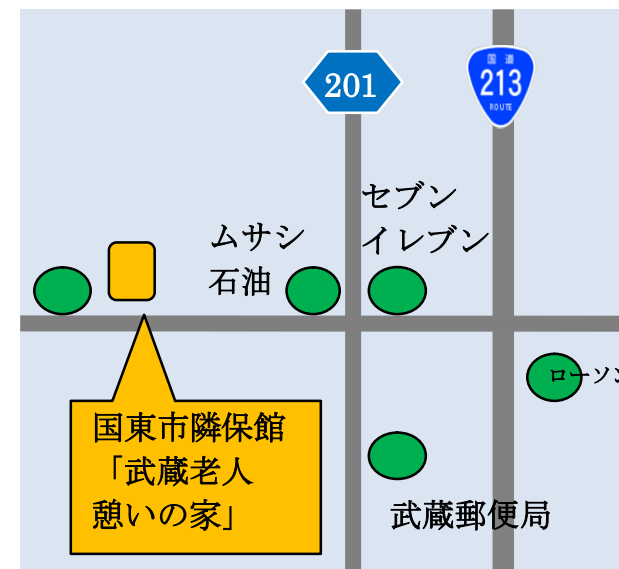 国道
213
ROUTE
201
セブン
イレブン
ムサシ
石油
ローソン
国東市隣保館
「武蔵老人
憩いの家」
武蔵郵便局